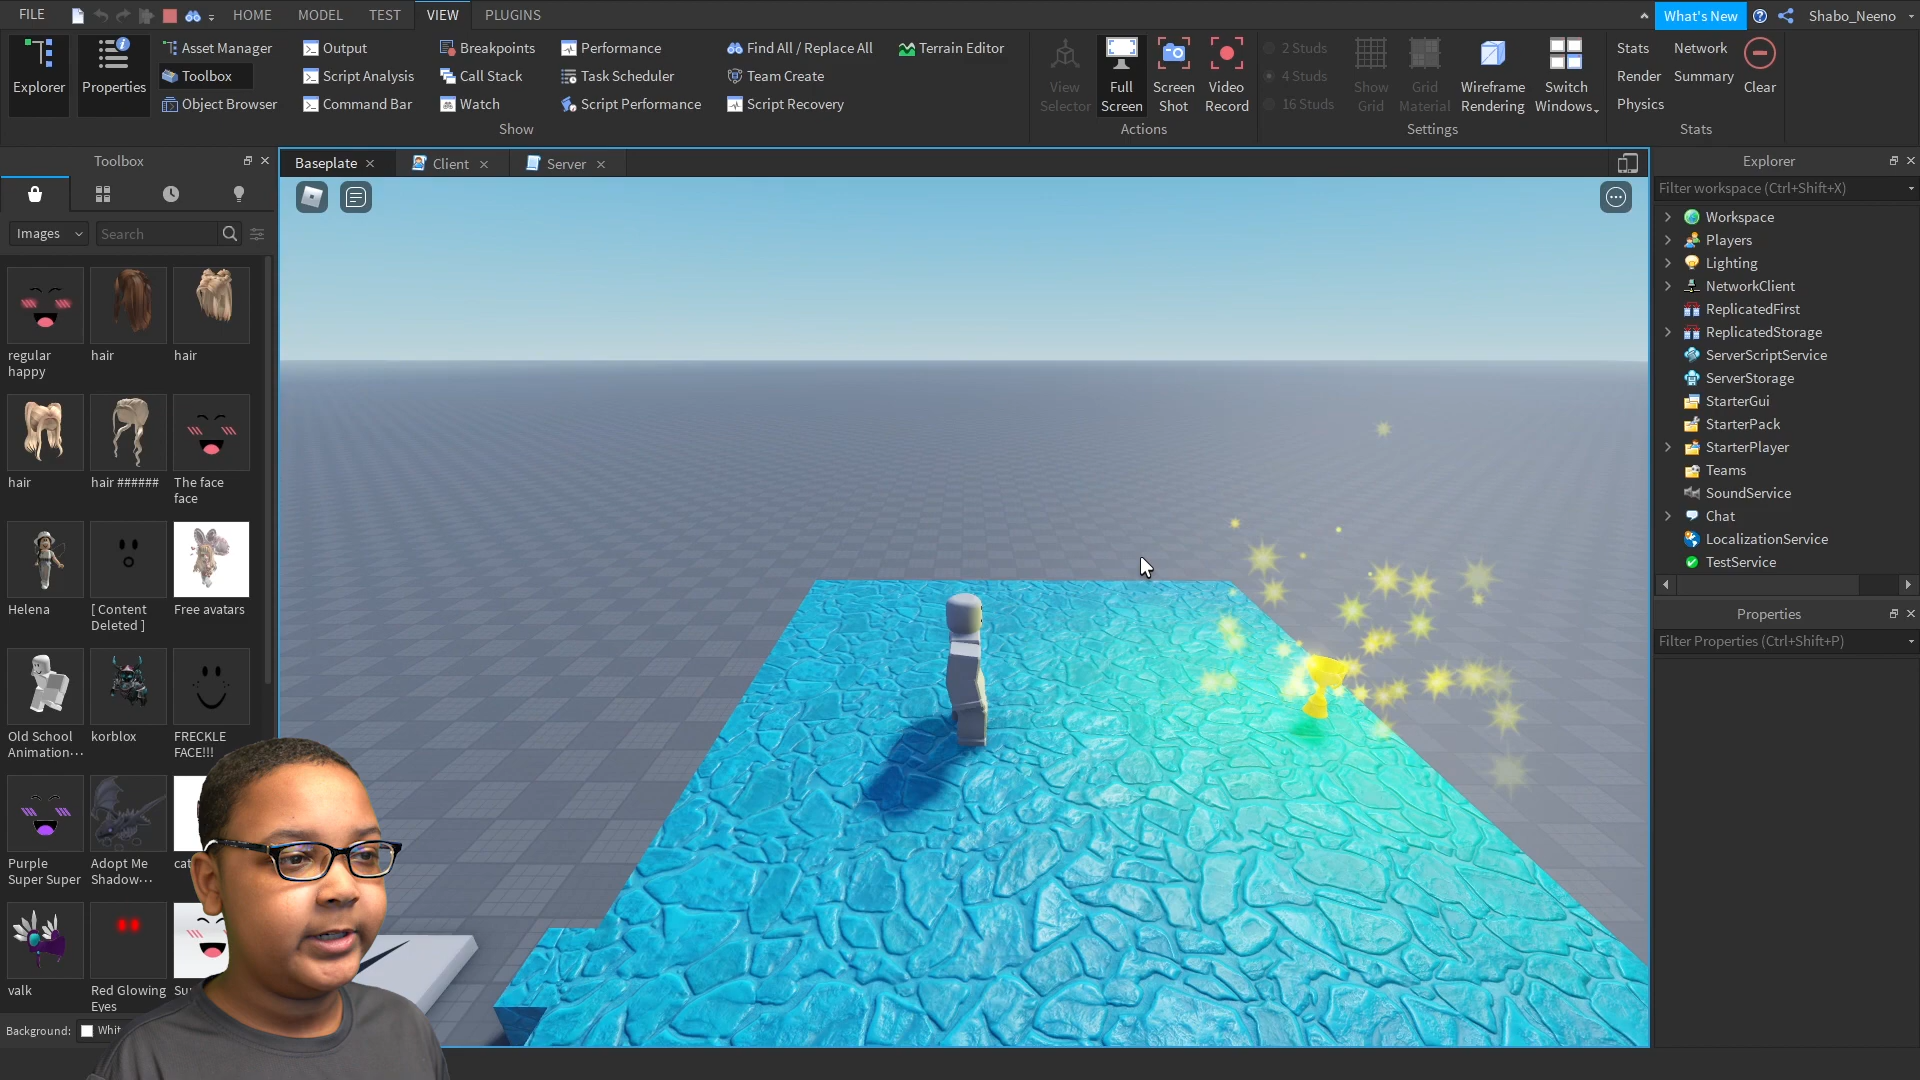 FILE
HOME
MODEL
TEST
VIEW
PLUGINS
What's New
Shabo_Neeno
Explorer
Properties
Asset Manager
Toolbox
Object Browser
Output
Script Analysis
Command Bar
Breakpoints
Call Stack
Watch
Performance
Task Scheduler
Script Performance
Find All / Replace All
Team Create
Script Recovery
Terrain Editor
Show
View
Selector
Full
Screen
Screen
Shot
Video
Record
Actions
2 Studs
4 Studs
16 Studs
Show
Grid
Grid
Material
Wireframe
Rendering
Switch
Windows
Settings
Stats
Render
Physics
Network
Summary
Clear
Stats
Toolbox
Images
Search
regular
happy
hair
hair
hair
hair ######
The face
face
Helena
[ Content
Deleted ]
Free avatars
Old School
Animation...
korblox
FRECKLE
FACE!!!
Purple
Super Super
Adopt Me
Shadow...
cat
valk
Red Glowing
Eyes
Background:
Baseplate
Client
Server
Explorer
Filter workspace (Ctrl+Shift+X)
Workspace
Players
Lighting
NetworkClient
ReplicatedFirst
ReplicatedStorage
ServerScriptService
ServerStorage
StarterGui
StarterPack
StarterPlayer
Teams
SoundService
Chat
LocalizationService
TestService
Properties
Filter Properties (Ctrl+Shift+P)